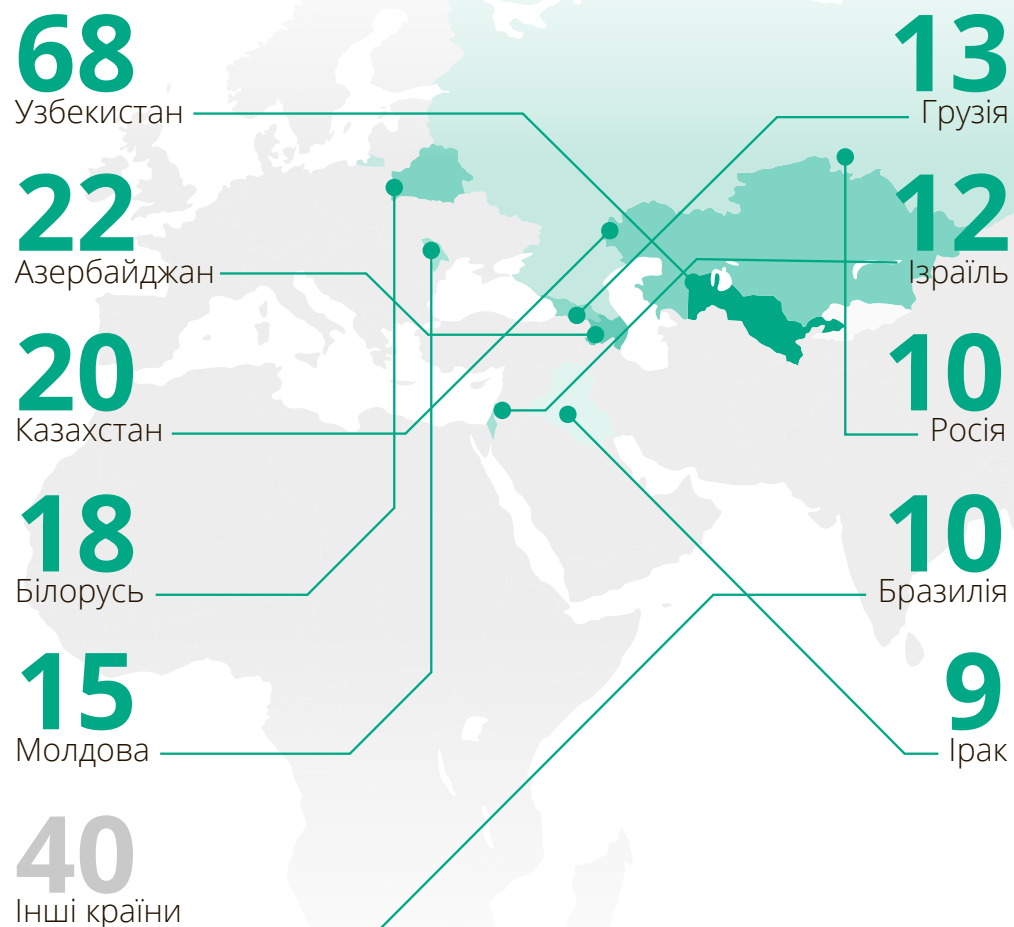 68
Узбекистан
22
Азербайджан
20
Казахстан
18
Білорусь
15
Молдова
40
Інші країни
13
Грузія
12
Ізраїль
10
Росія
10
Бразилія
9
Ірак